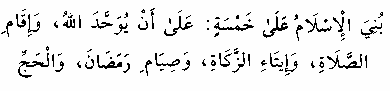 بُنِيَ الْإِسْلَامُ عَلَىٰ خَمْسَةٍ: عَلَىٰ أَنْ يُوَحَّدَ اللهُ، وَإِقَامِ
الصَّلَاةِ، وَإِيتَاءِ الزَّكَاةِ، وَصِيَامِ رَمَضَانَ، وَالْحَجِّ